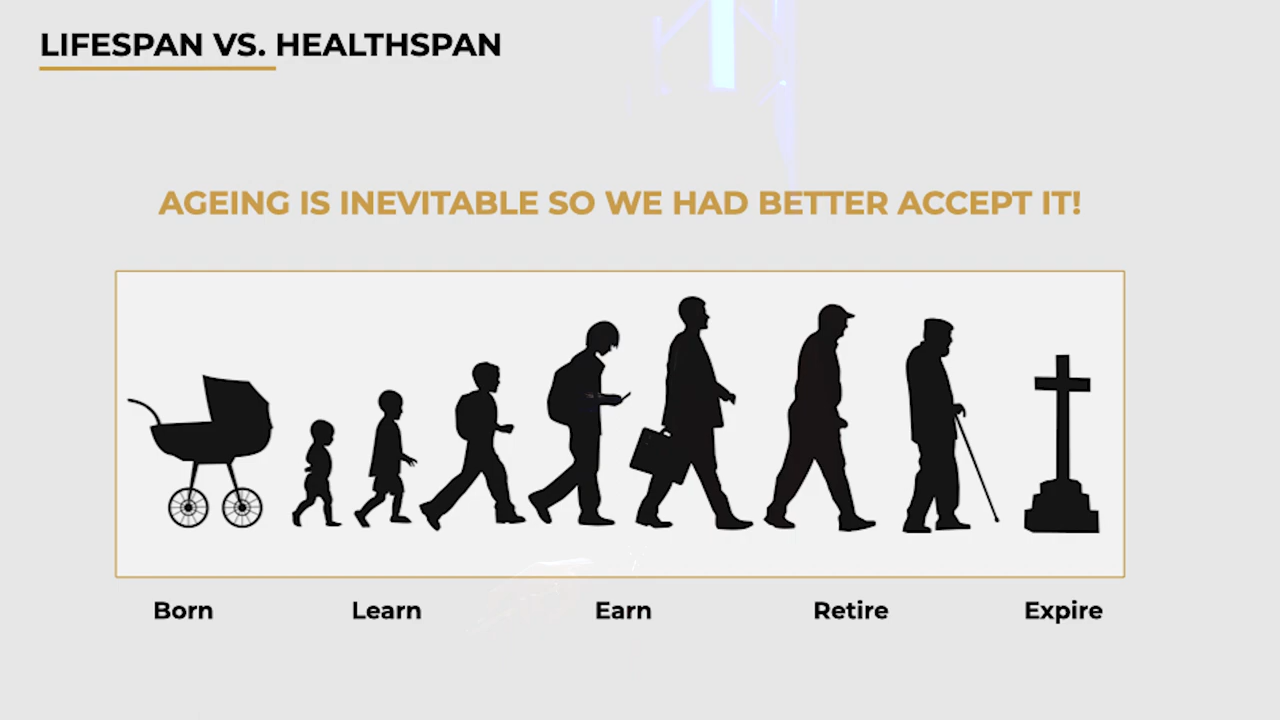 LIFESPAN VS. HEALTHSPAN
AGEING IS INEVITABLE SO WE HAD BETTER ACCEPT IT!
Born Learn Earn Retire Expire